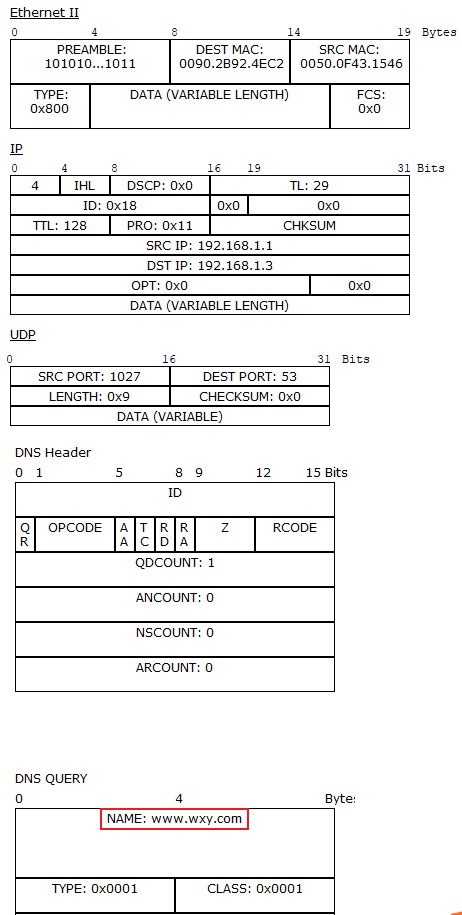 Ethernet II
0 4 8 14 19 Bytes
PREAMBLE: DEST MAC: SRC MAC:
101010...1011 0090.2B92.4EC2 0050.0F43.1546
TYPE: DATA (VARIABLE LENGTH) FCS:
0x800 0x0
IP
0 4 8 16 19 31 Bits
4 IHL DSCP: 0x0 TL: 29
ID: 0x18 0x0 0x0
TTL: 128 PRO: 0x11 CHKSUM
SRC IP: 192.168.1.1
DST IP: 192.168.1.3
OPT: 0x0 0x0
DATA (VARIABLE LENGTH)
UDP
0 16 31 Bits
SRC PORT: 1027 DEST PORT: 53
LENGTH: 0x9 CHECKSUM: 0x0
DATA (VARIABLE)
DNS Header
0 1 5 8 9 12 15 Bits
ID
QR OPCODE AA TC RD RA Z RCODE
QDCOUNT: 1
ANCOUNT: 0
NSCOUNT: 0
ARCOUNT: 0
DNS QUERY
0 4 Bytes
NAME: www.wxy.com
TYPE: 0x0001 CLASS: 0x0001